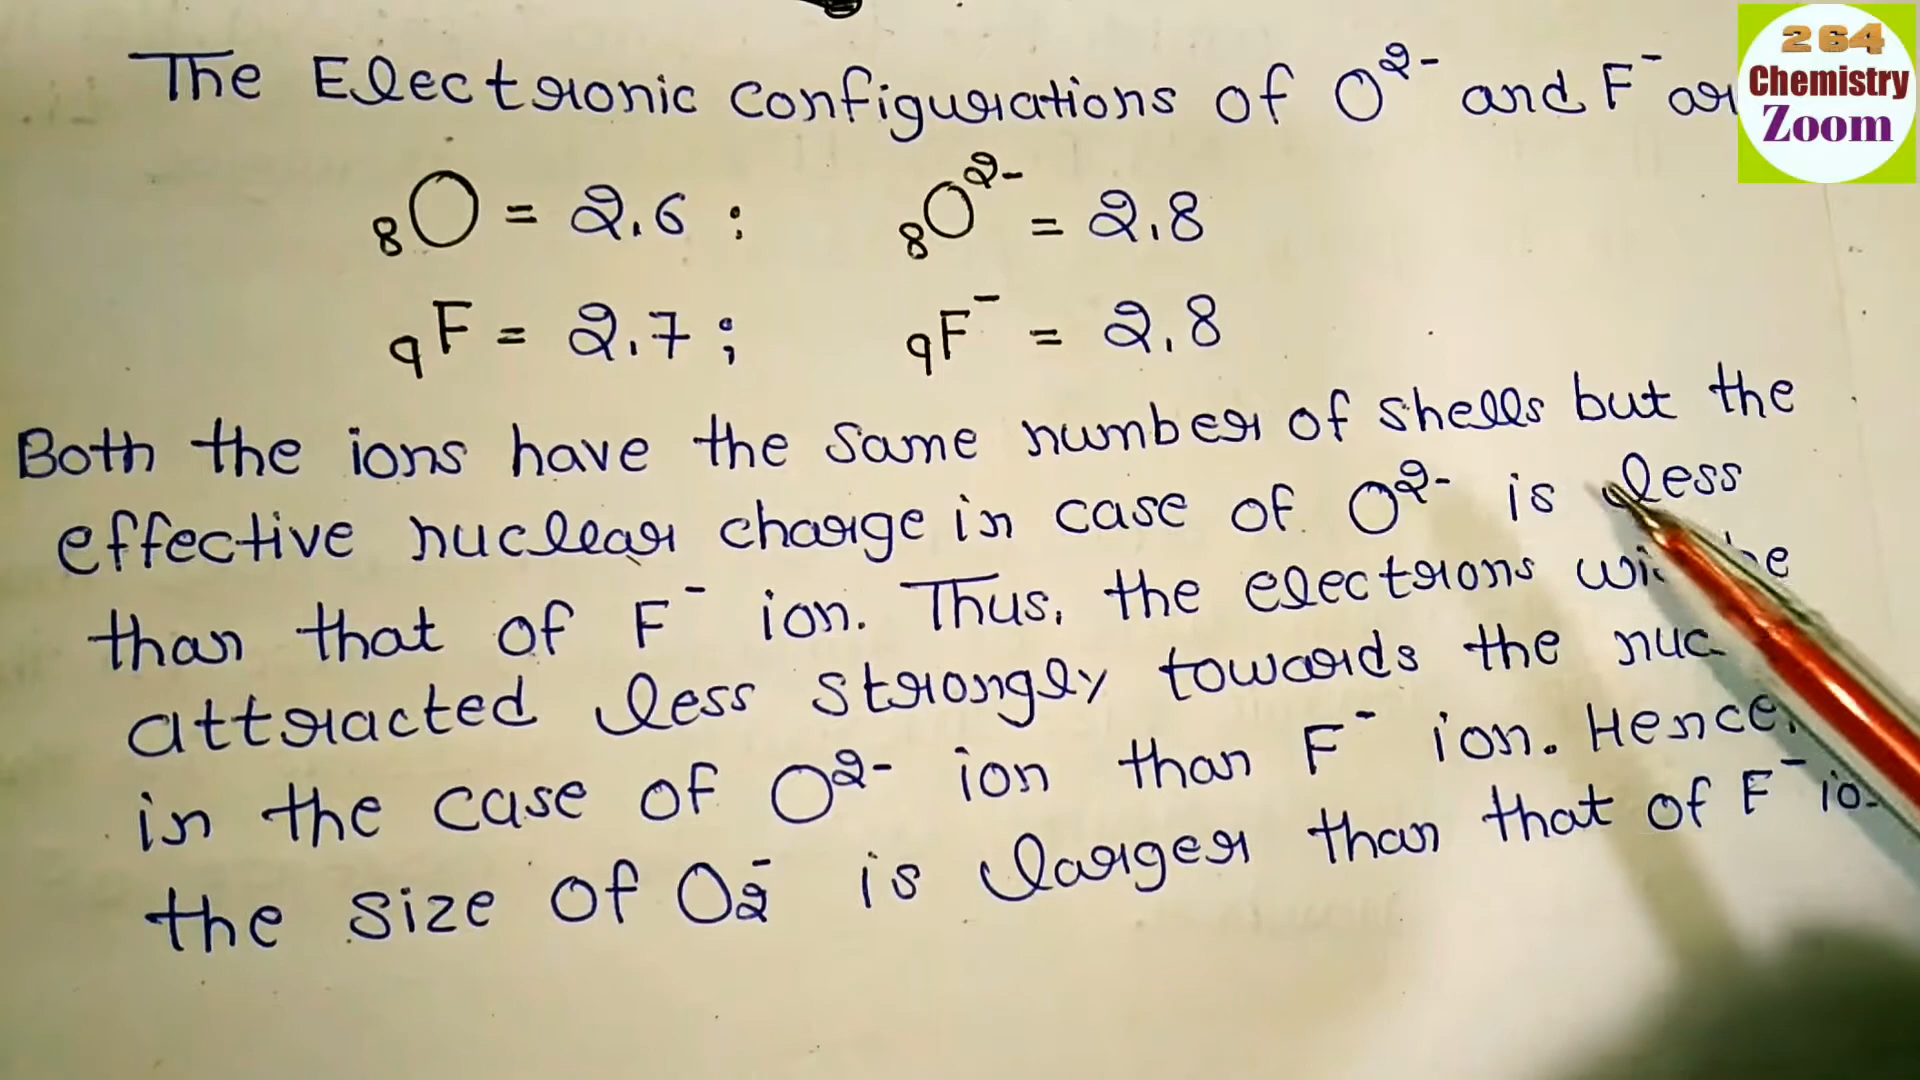 The Electronic configurations of O²⁻ and F⁻ ar
₈O = 2.6 : ₈O²⁻ = 2.8
₉F = 2.7 ; ₉F⁻ = 2.8
Both the ions have the same number of shells but the
effective nuclear charge in case of O²⁻ is less
than that of F⁻ ion. Thus, the electrons
attracted less strongly towards the
in the case of O²⁻ ion than F⁻ ion. Hence,
the size of O₂⁻ is larger than that of F⁻
264
Chemistry
Zoom